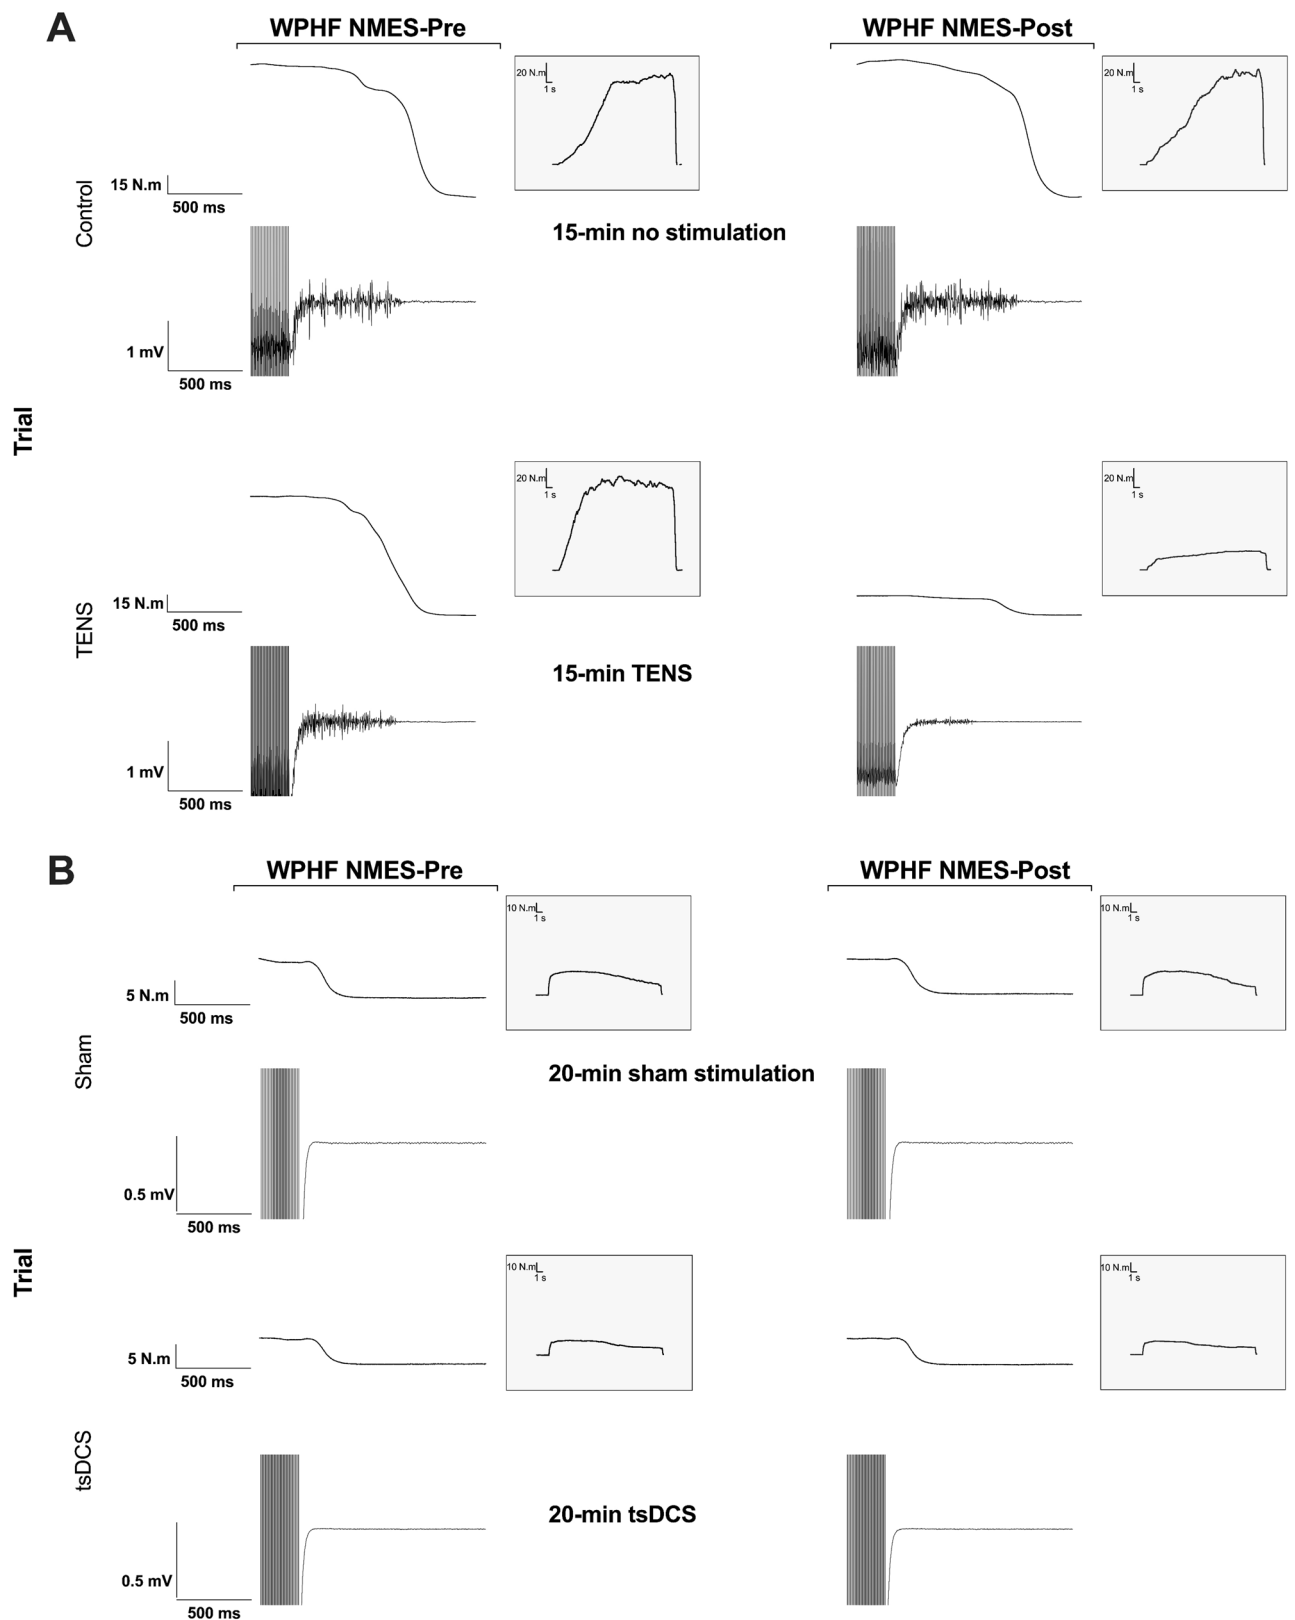 A
WPHF NMES-Pre
WPHF NMES-Post
20 N.m
1 s
20 N.m
1 s
Control
15 N.m
500 ms
15-min no stimulation
1 mV
500 ms
Trial
20 N.m
1 s
20 N.m
1 s
TENS
15 N.m
500 ms
15-min TENS
1 mV
500 ms
B
WPHF NMES-Pre
WPHF NMES-Post
10 N.m
1 s
10 N.m
1 s
Sham
5 N.m
500 ms
20-min sham stimulation
0.5 mV
500 ms
Trial
10 N.m
1 s
10 N.m
1 s
tsDCS
5 N.m
500 ms
20-min tsDCS
0.5 mV
500 ms